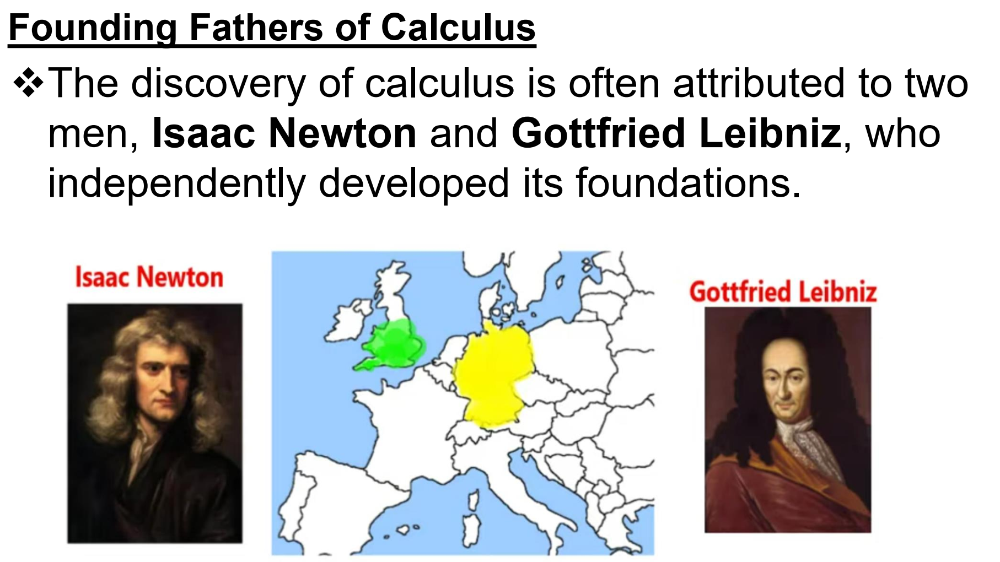 Founding Fathers of Calculus
❖The discovery of calculus is often attributed to two
men, Isaac Newton and Gottfried Leibniz, who
independently developed its foundations.
Isaac Newton
Gottfried Leibniz